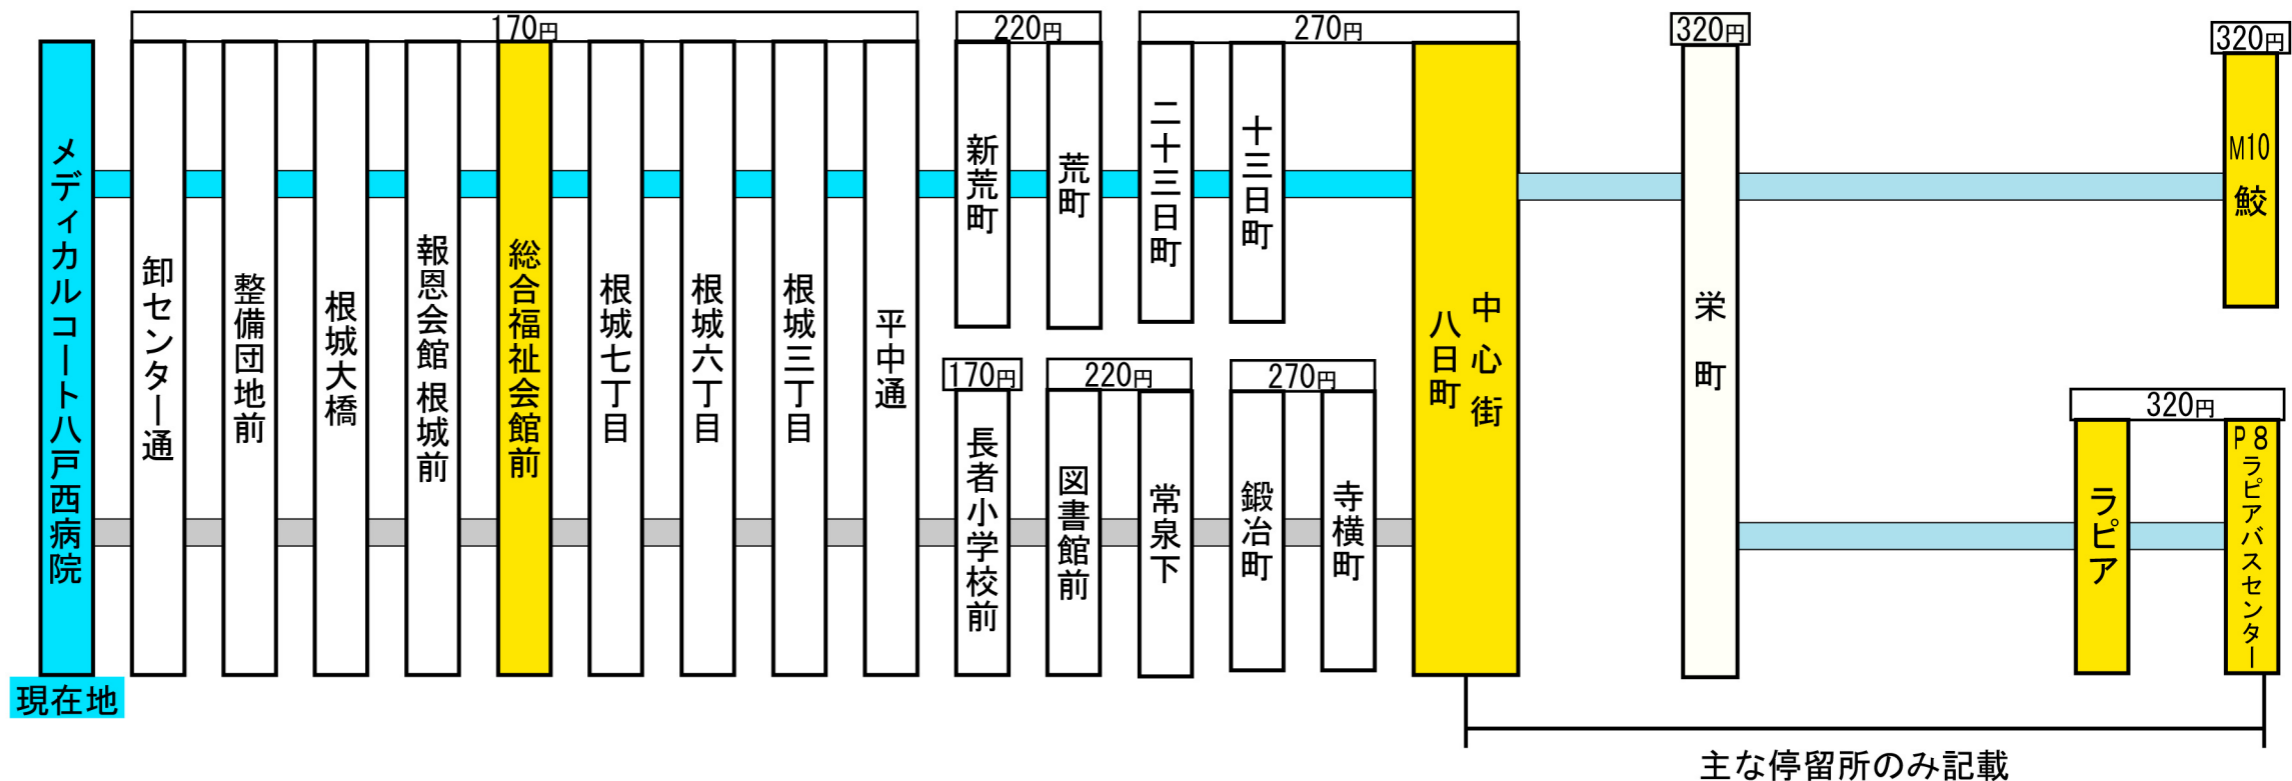 170円
220円
270円
320円
320円
メディカルコート八戸西病院
現在地
卸センター通
整備団地前
根城大橋
報恩会館 根城前
総合福祉会館前
根城七丁目
根城六丁目
根城三丁目
平中通
新荒町
荒町
二十三日町
十三日町
170円
220円
270円
長者小学校前
図書館前
常泉下
鍛冶町
寺横町
中心街
八日町
栄町
M10
鮫
320円
ラピア
P8
ラピアバスセンター
主な停留所のみ記載